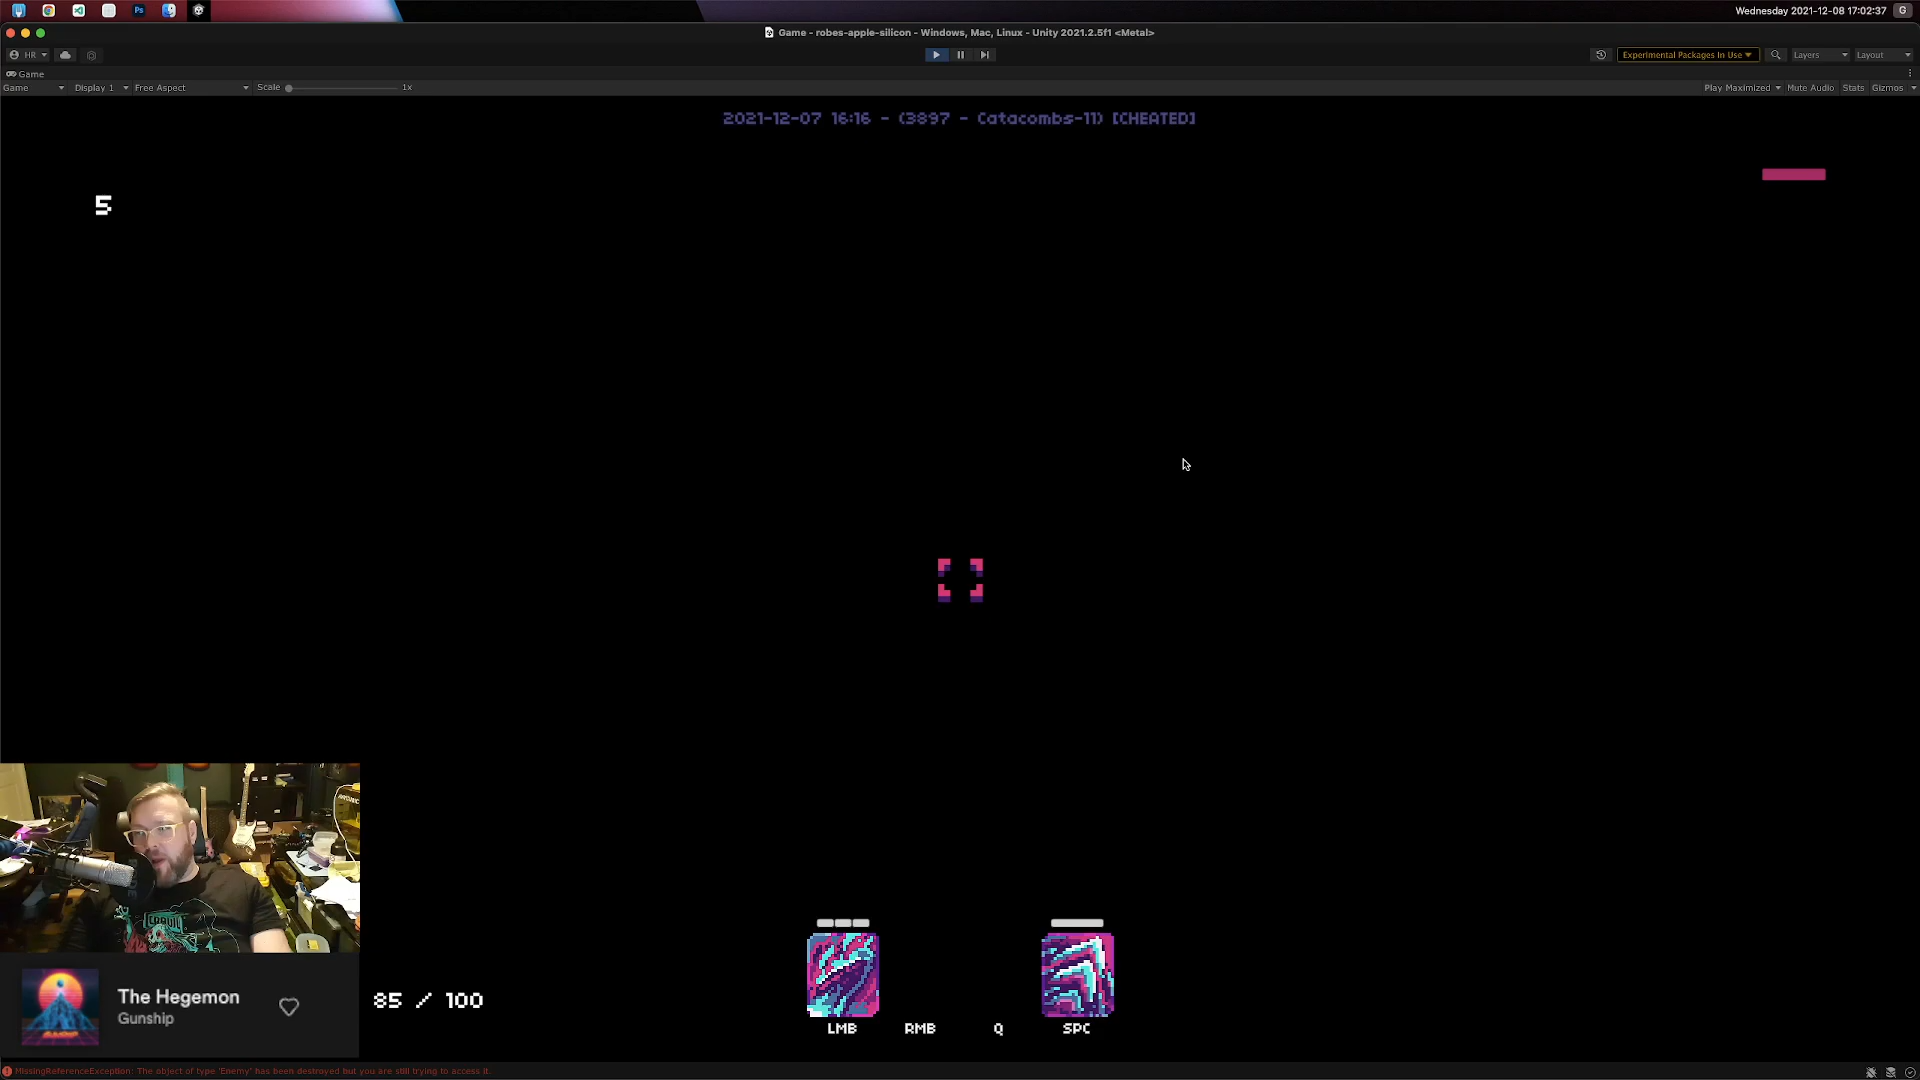 Wednesday 2021-12-08 17:02:37
G
Game - robes-apple-silicon - Windows, Mac, Linux - Unity 2021.2.5f1 <Metal>
HR
Experimental Packages In Use
Layers
Layout
Game
Game
Display 1
Free Aspect
Scale
1x
Play Maximized
Mute Audio
Stats
Gizmos
2021-12-07 16:16 - (3897 - Catacombs-11) [CHEATED]
5
The Hegemon
Gunship
85 / 100
LMB
RMB
Q
SPC
MissingReferenceException: The object of type 'Enemy' has been destroyed but you are still trying to access it.